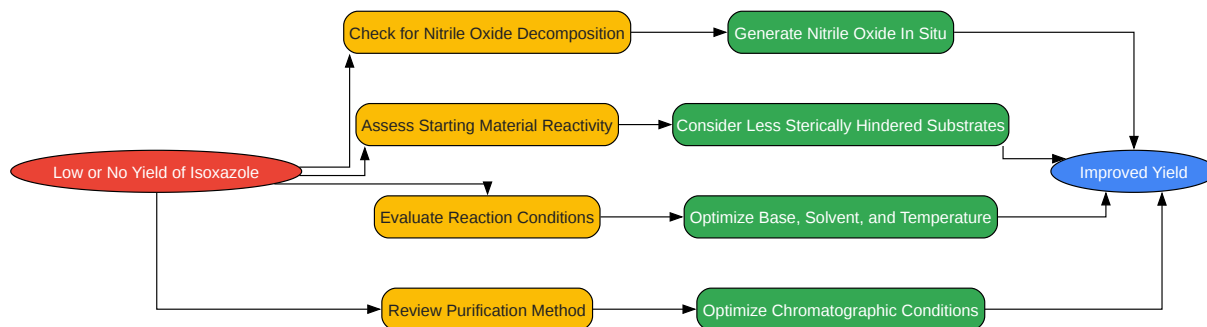 Check for Nitrile Oxide Decomposition
Generate Nitrile Oxide In Situ
Assess Starting Material Reactivity
Consider Less Sterically Hindered Substrates
Low or No Yield of Isoxazole
Improved Yield
Evaluate Reaction Conditions
Optimize Base, Solvent, and Temperature
Review Purification Method
Optimize Chromatographic Conditions